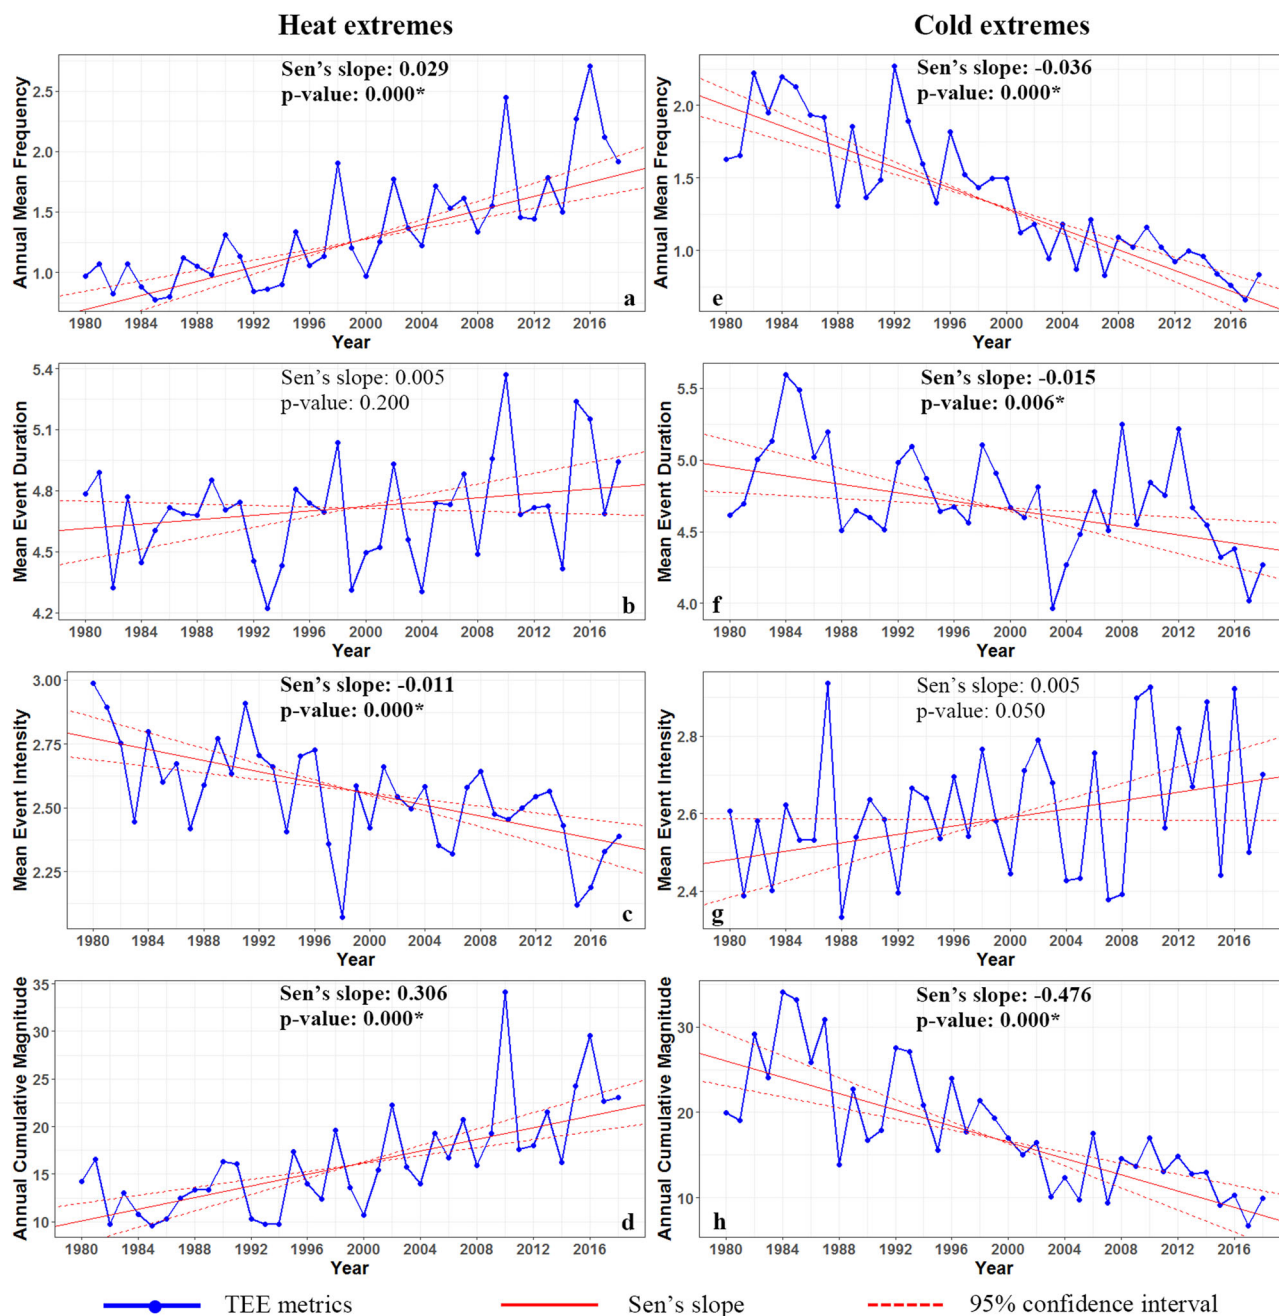 Heat extremes
Cold extremes
Annual Mean Frequency
Sen's slope: 0.029
p-value: 0.000*
2.5
2.0
1.5
1.0
a
1980 1984 1988 1992 1996 2000 2004 2008 2012 2016
Year
Annual Mean Frequency
Sen's slope: -0.036
p-value: 0.000*
2.0
1.5
1.0
e
1980 1984 1988 1992 1996 2000 2004 2008 2012 2016
Year
Mean Event Duration
Sen's slope: 0.005
p-value: 0.200
5.4
5.1
4.8
4.5
4.2
b
1980 1984 1988 1992 1996 2000 2004 2008 2012 2016
Year
Mean Event Duration
Sen's slope: -0.015
p-value: 0.006*
5.5
5.0
4.5
4.0
f
1980 1984 1988 1992 1996 2000 2004 2008 2012 2016
Year
Mean Event Intensity
Sen's slope: -0.011
p-value: 0.000*
3.00
2.75
2.50
2.25
c
1980 1984 1988 1992 1996 2000 2004 2008 2012 2016
Year
Mean Event Intensity
Sen's slope: 0.005
p-value: 0.050
2.8
2.6
2.4
g
1980 1984 1988 1992 1996 2000 2004 2008 2012 2016
Year
Annual Cumulative Magnitude
Sen's slope: 0.306
p-value: 0.000*
35
30
25
20
15
10
d
1980 1984 1988 1992 1996 2000 2004 2008 2012 2016
Year
Annual Cumulative Magnitude
Sen's slope: -0.476
p-value: 0.000*
30
20
10
h
1980 1984 1988 1992 1996 2000 2004 2008 2012 2016
Year
TEE metrics
Sen's slope
95% confidence interval